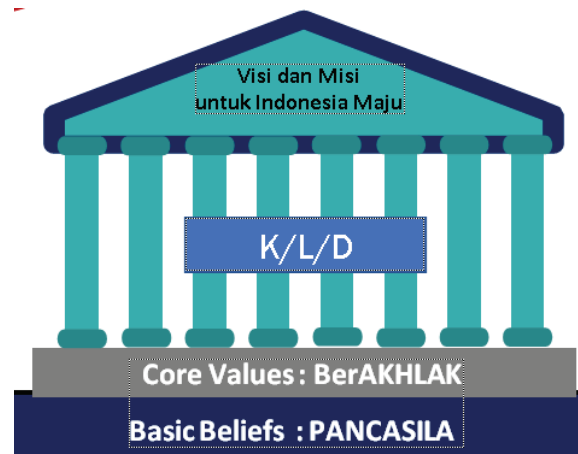 Visi dan Misi
untuk Indonesia Maju
K/L/D
Core Values : BerAKHLAK
Basic Beliefs : PANCASILA